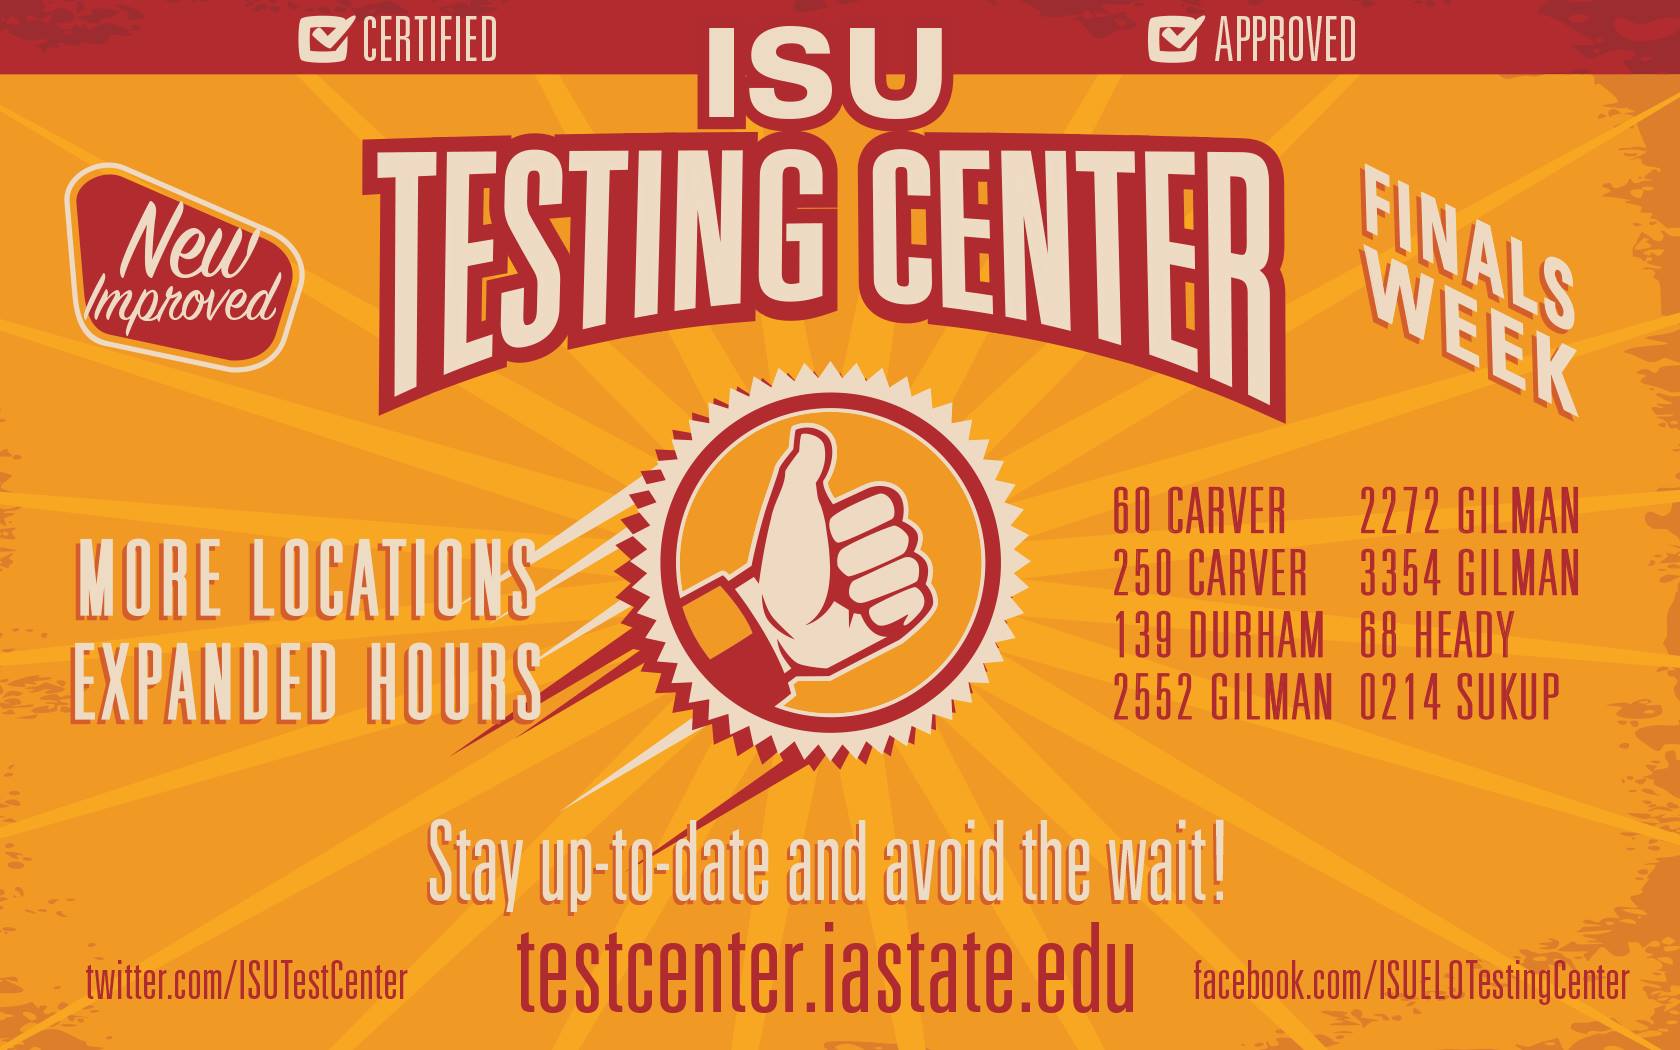 CERTIFIED
APPROVED
ISU
TESTING CENTER
New
Improved
FINALS
WEEK
MORE LOCATIONS
EXPANDED HOURS
60 CARVER
250 CARVER
139 DURHAM
2552 GILMAN
2272 GILMAN
3354 GILMAN
68 HEADY
0214 SUKUP
Stay up-to-date and avoid the wait!
testcenter.iastate.edu
twitter.com/ISUTestCenter
facebook.com/ISUELOTestingCenter